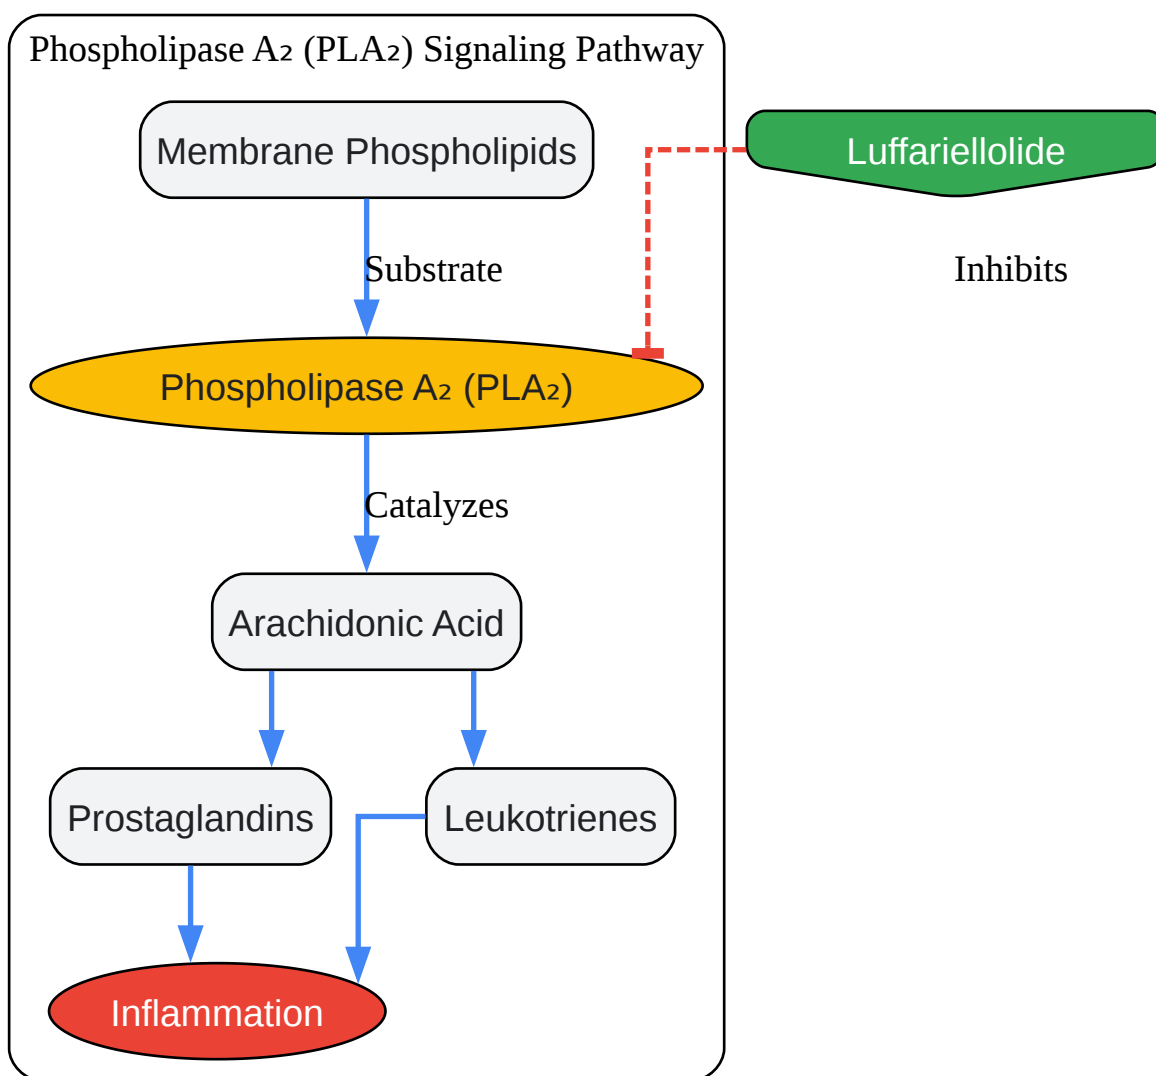 Phospholipase A₂ (PLA₂) Signaling Pathway
Membrane Phospholipids
Luffariellolide
Substrate
Inhibits
Phospholipase A₂ (PLA₂)
Catalyzes
Arachidonic Acid
Prostaglandins
Leukotrienes
Inflammation